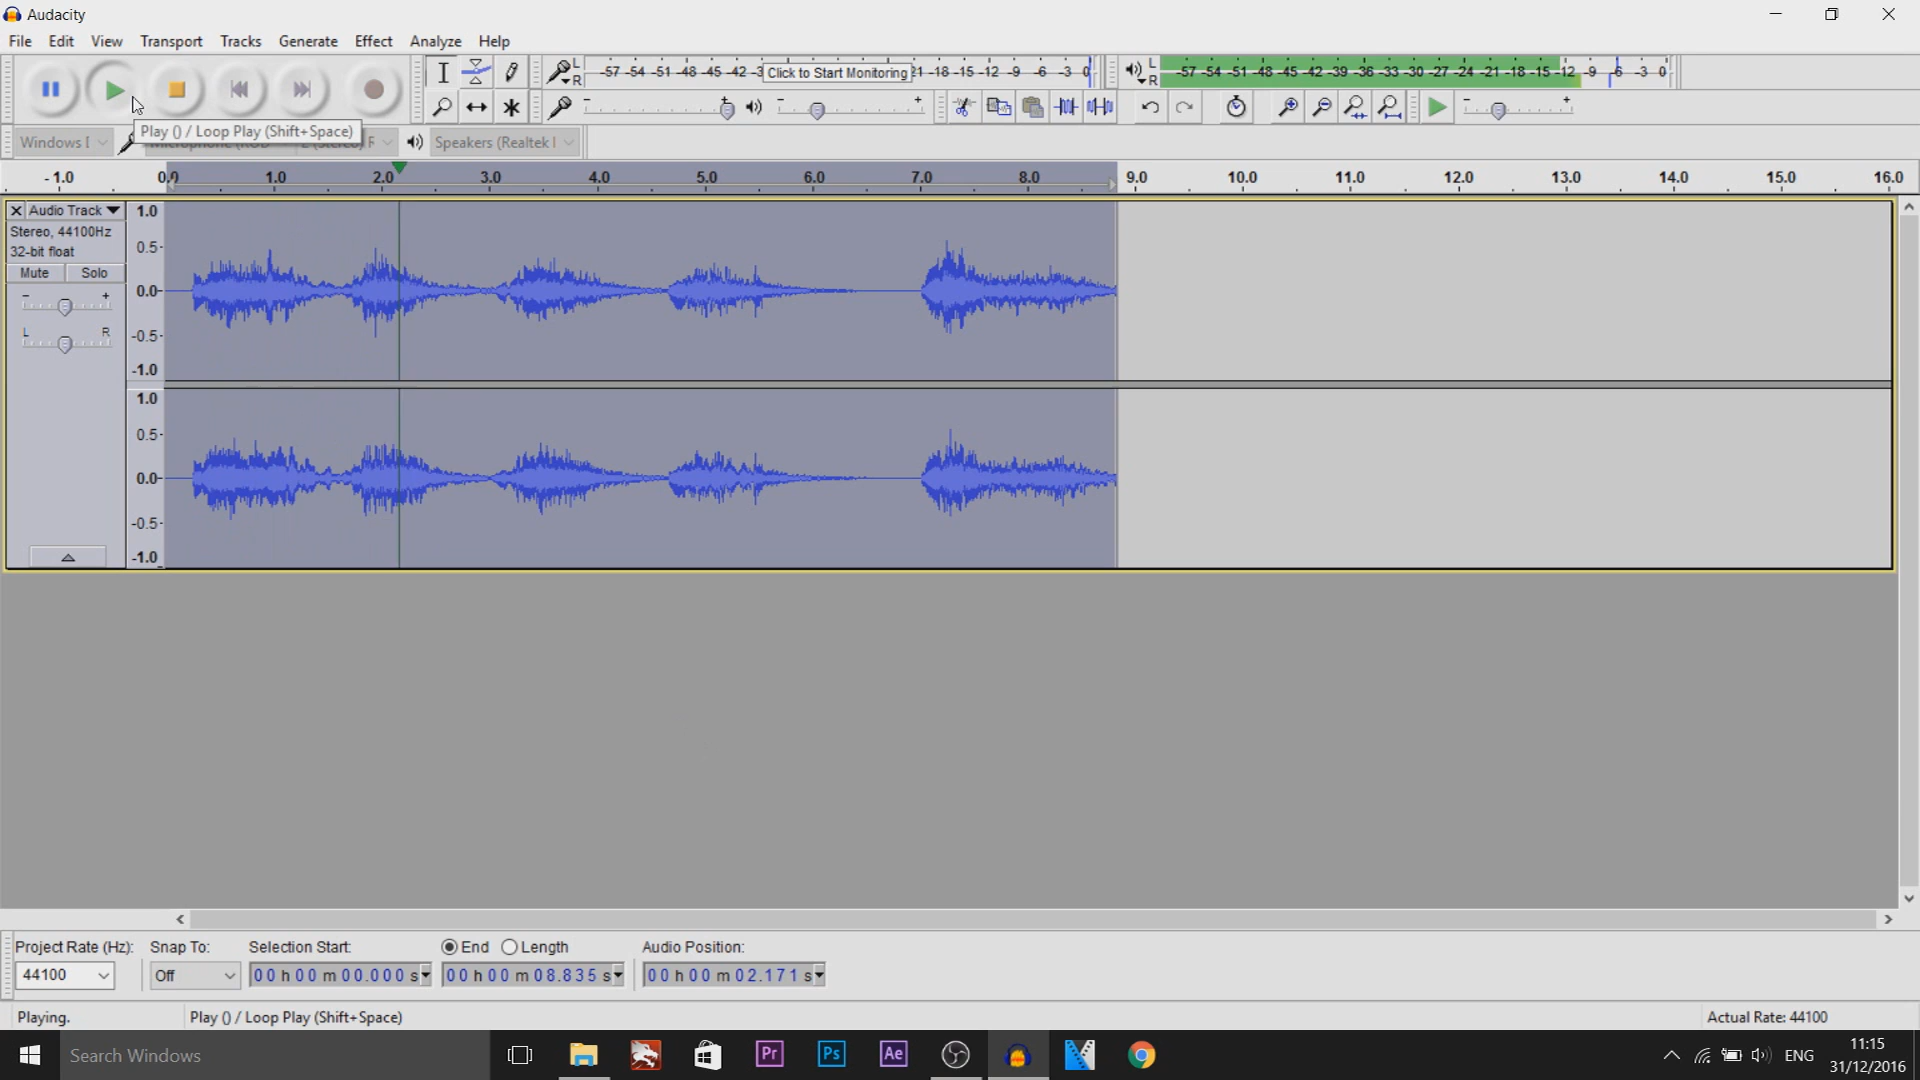 Audacity
File Edit View Transport Tracks Generate Effect Analyze Help
L R -57 -54 -51 -48 -45 -42 -3 Click to Start Monitoring 21 -18 -15 -12 -9 -6 -3 0
L R -57 -54 -51 -48 -45 -42 -39 -36 -33 -30 -27 -24 -21 -18 -15 -12 -9 -6 -3 0
- + - + - +
Play () / Loop Play (Shift+Space)
Windows Speakers (Realtek
-1.0 0.0 1.0 2.0 3.0 4.0 5.0 6.0 7.0 8.0 9.0 10.0 11.0 12.0 13.0 14.0 15.0 16.0
Audio Track 1.0
Stereo, 44100Hz
32-bit float 0.5-
Mute Solo
- + 0.0-
L R -0.5-
-1.0
1.0
0.5-
0.0-
-0.5-
-1.0
Project Rate (Hz): Snap To: Selection Start: End Length Audio Position:
44100 Off 00 h 00 m 00.000 s 00 h 00 m 08.835 s 00 h 00 m 02.171 s
Playing. Play () / Loop Play (Shift+Space) Actual Rate: 44100
Search Windows Pr Ps Ae ENG 11:15
31/12/2016